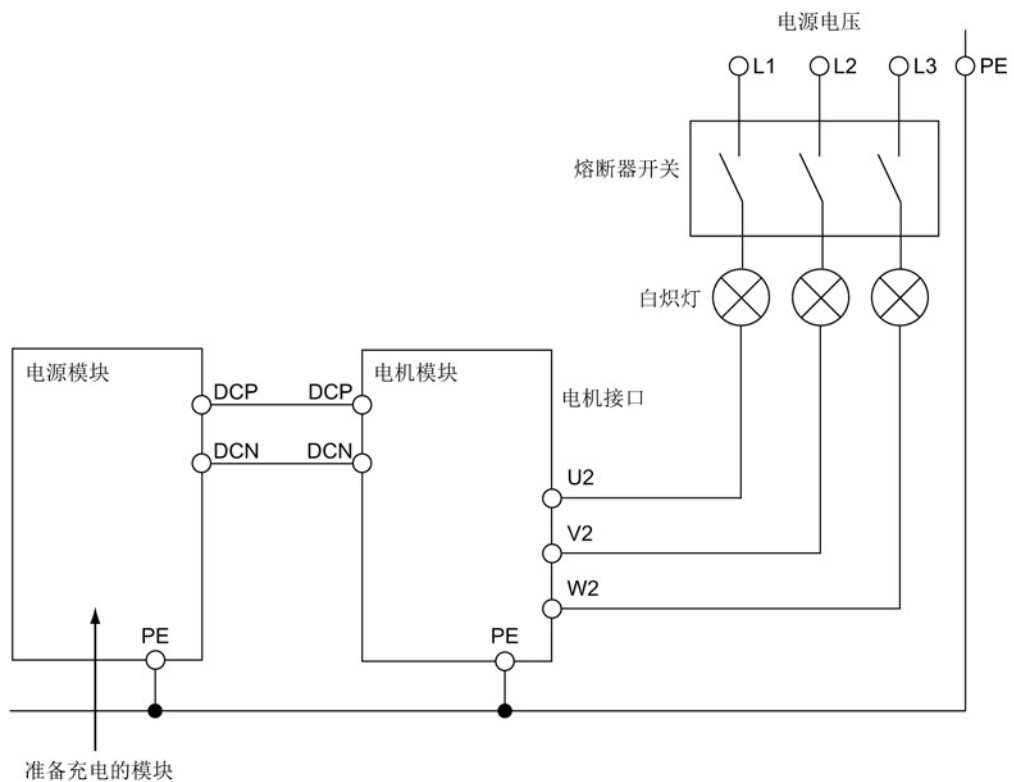 电源电压
L1
L2
L3
PE
熔断器开关
白炽灯
电源模块
电机模块
DCP
DCP
电机接口
DCN
DCN
U2
V2
W2
PE
PE
准备充电的模块